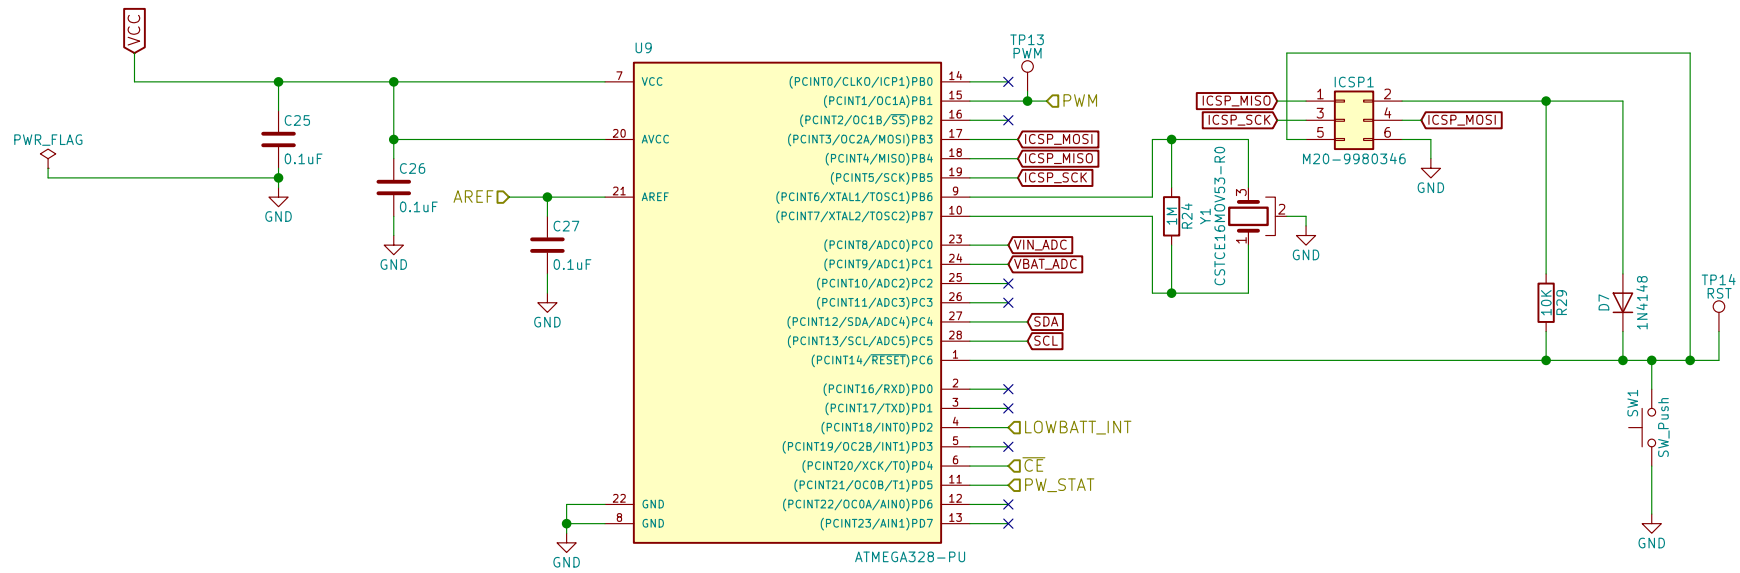 VCC
PWR_FLAG
C25
0.1uF
GND
C26
0.1uF
GND
AREF
C27
0.1uF
GND
U9
7 VCC
20 AVCC
21 AREF
22 GND
8 GND
GND
(PCINT0/CLKO/ICP1)PB0 14
(PCINT1/OC1A)PB1 15
(PCINT2/OC1B/SS)PB2 16
(PCINT3/OC2A/MOSI)PB3 17
(PCINT4/MISO)PB4 18
(PCINT5/SCK)PB5 19
(PCINT6/XTAL1/TOSC1)PB6 9
(PCINT7/XTAL2/TOSC2)PB7 10
(PCINT8/ADC0)PC0 23
(PCINT9/ADC1)PC1 24
(PCINT10/ADC2)PC2 25
(PCINT11/ADC3)PC3 26
(PCINT12/SDA/ADC4)PC4 27
(PCINT13/SCL/ADC5)PC5 28
(PCINT14/RESET)PC6 1
(PCINT16/RXD)PD0 2
(PCINT17/TXD)PD1 3
(PCINT18/INT0)PD2 4
(PCINT19/OC2B/INT1)PD3 5
(PCINT20/XCK/T0)PD4 6
(PCINT21/OC0B/T1)PD5 11
(PCINT22/OC0A/AIN0)PD6 12
(PCINT23/AIN1)PD7 13
ATMEGA328-PU
TP13
PWM
PWM
ICSP_MOSI
ICSP_MISO
ICSP_SCK
VIN_ADC
VBAT_ADC
SDA
SCL
LOWBATT_INT
CE
PW_STAT
1M
R24
Y1
CSTCE16M0V53-R0
3
2
1
GND
ICSP1
ICSP_MISO 1 2
ICSP_SCK 3 4 ICSP_MOSI
5 6
M20-9980346
GND
10K
R29
D7
1N4148
TP14
RST
SW1
SW_Push
GND